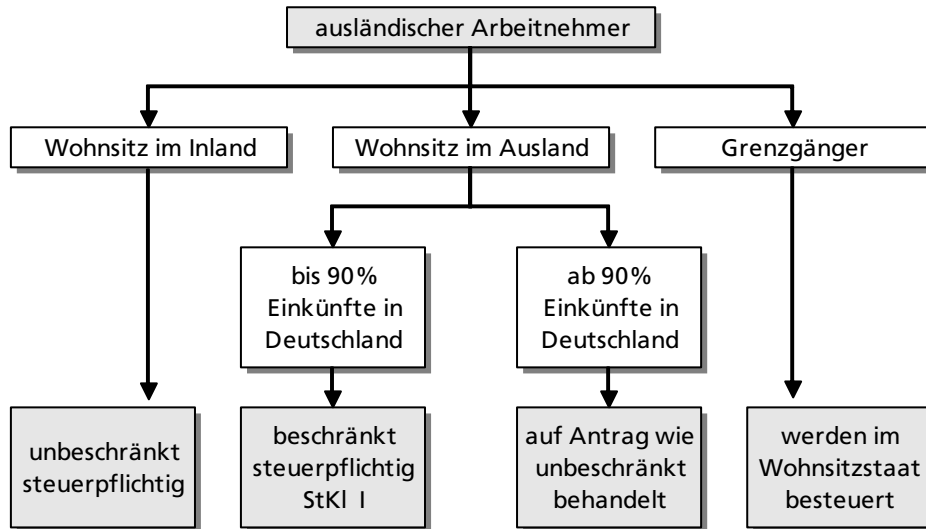 ausländischer Arbeitnehmer
Wohnsitz im Inland
Wohnsitz im Ausland
Grenzgänger
bis 90%
Einkünfte in
Deutschland
ab 90%
Einkünfte in
Deutschland
unbeschränkt
steuerpflichtig
beschränkt
steuerpflichtig
StKl I
auf Antrag wie
unbeschränkt
behandelt
werden im
Wohnsitzstaat
besteuert